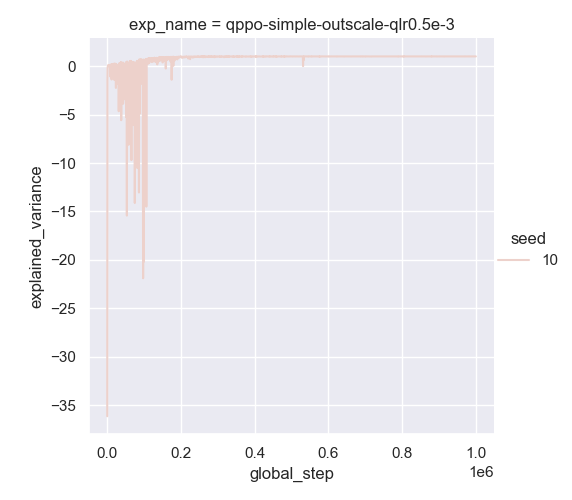 exp_name = qppo-simple-outscale-qlr0.5e-3
explained_variance
0
−5
−10
−15
−20
−25
−30
−35
seed
10
0.0 0.2 0.4 0.6 0.8 1.0
1e6
global_step